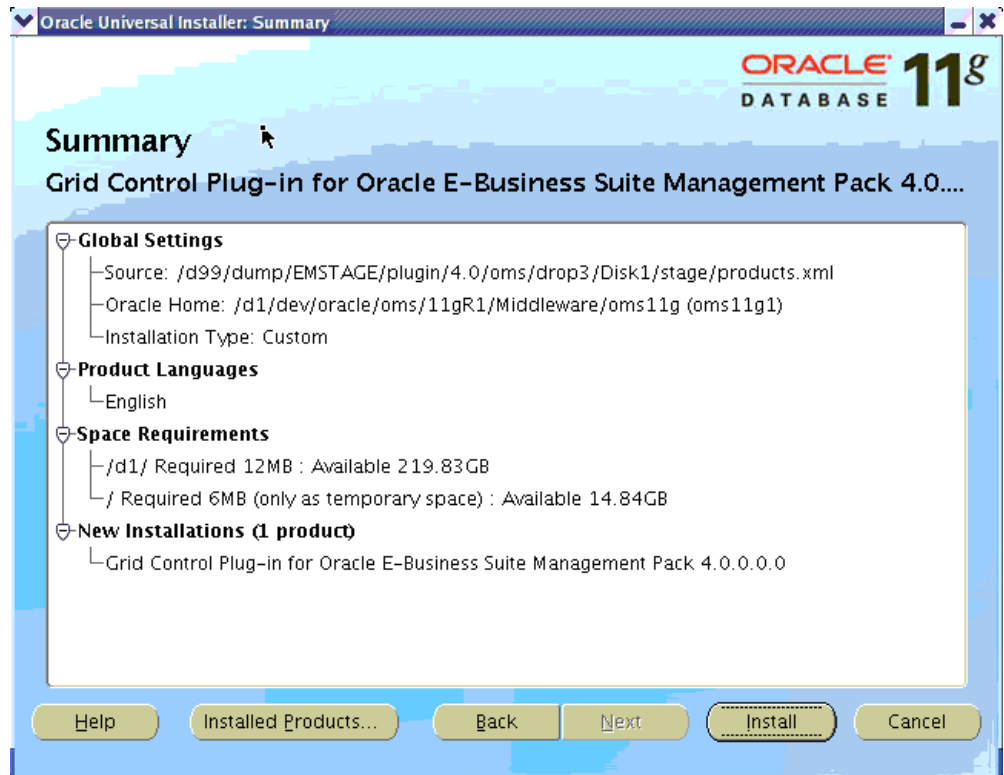 Oracle Universal Installer: Summary
ORACLE 11g
DATABASE
Summary
Grid Control Plug-in for Oracle E-Business Suite Management Pack 4.0....
Global Settings
Source: /d99/dump/EMSTAGE/plugin/4.0/oms/drop3/Disk1/stage/products.xml
Oracle Home: /d1/dev/oracle/oms/11gR1/Middleware/oms11g (oms11g1)
Installation Type: Custom
Product Languages
English
Space Requirements
/d1/ Required 12MB : Available 219.83GB
/ Required 6MB (only as temporary space) : Available 14.84GB
New Installations (1 product)
Grid Control Plug-in for Oracle E-Business Suite Management Pack 4.0.0.0.0
Help Installed Products... Back Next Install Cancel